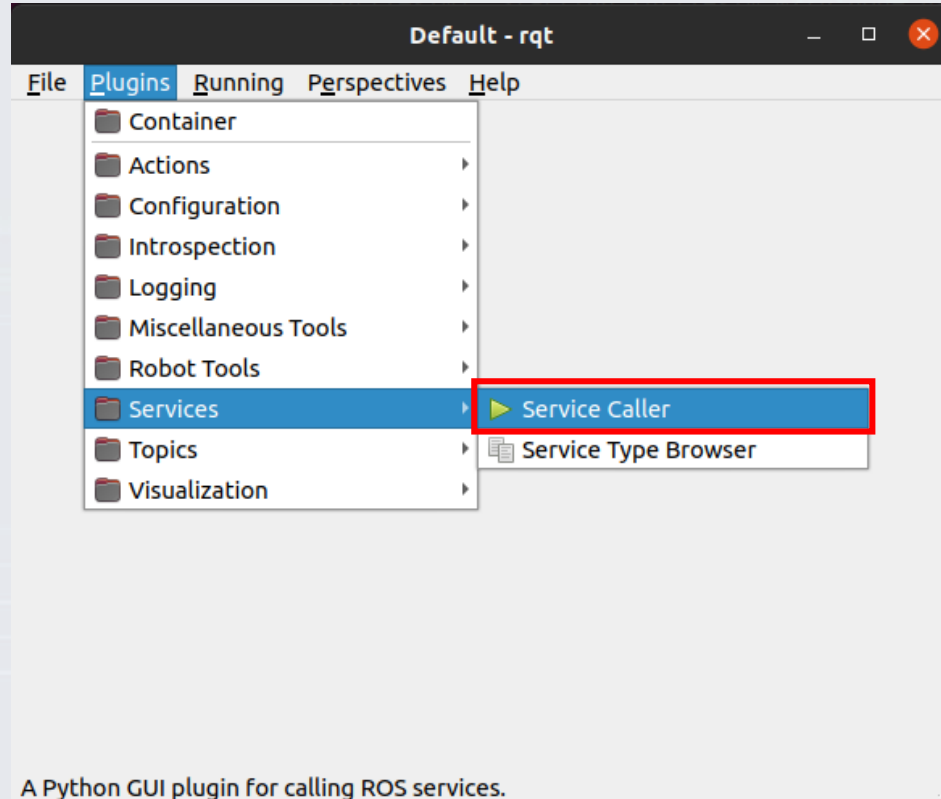 Default - rqt
File Plugins Running Perspectives Help
Container
Actions
Configuration
Introspection
Logging
Miscellaneous Tools
Robot Tools
Services
Service Caller
Topics
Service Type Browser
Visualization
A Python GUI plugin for calling ROS services.